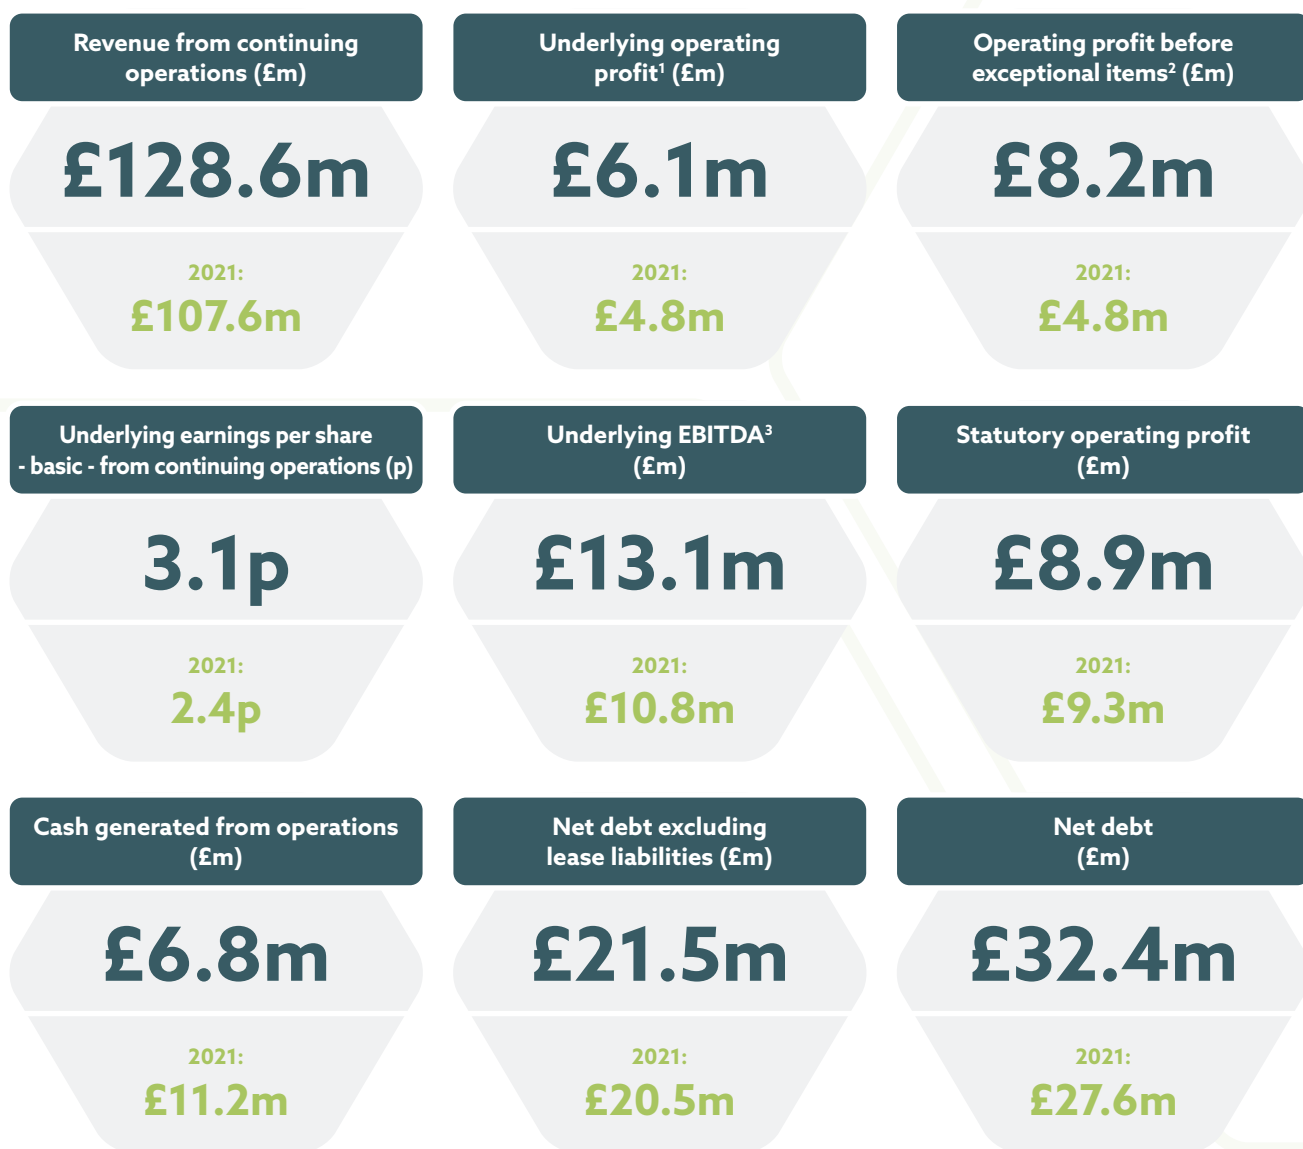 Revenue from continuing
operations (£m)
£128.6m
2021:
£107.6m
Underlying operating
profit¹ (£m)
£6.1m
2021:
£4.8m
Operating profit before
exceptional items² (£m)
£8.2m
2021:
£4.8m
Underlying earnings per share
- basic - from continuing operations (p)
3.1p
2021:
2.4p
Underlying EBITDA³
(£m)
£13.1m
2021:
£10.8m
Statutory operating profit
(£m)
£8.9m
2021:
£9.3m
Cash generated from operations
(£m)
£6.8m
2021:
£11.2m
Net debt excluding
lease liabilities (£m)
£21.5m
2021:
£20.5m
Net debt
(£m)
£32.4m
2021:
£27.6m